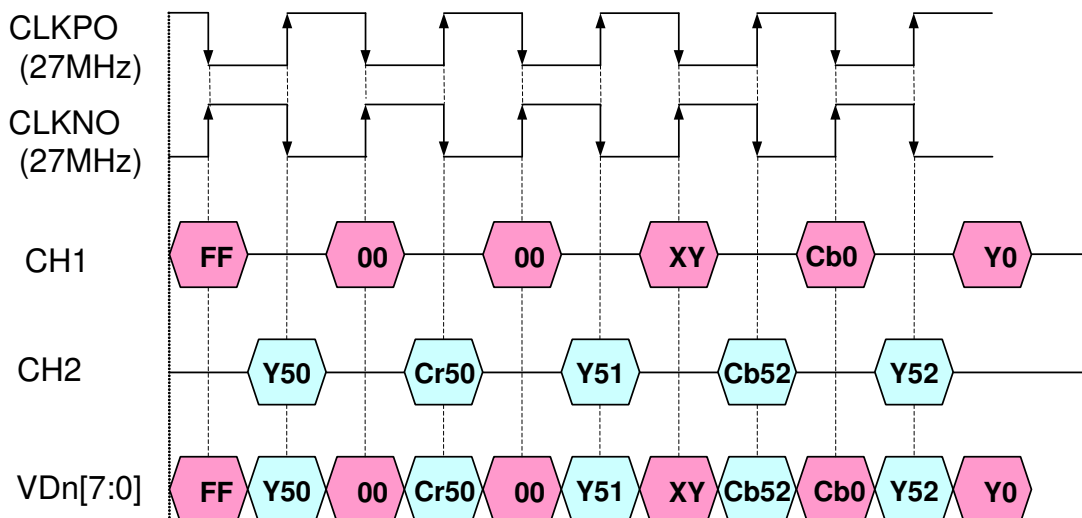 CLKPO
(27MHz)
CLKNO
(27MHz)
CH1 FF 00 00 XY Cb0 Y0
CH2 Y50 Cr50 Y51 Cb52 Y52
VDn[7:0] FF Y50 00 Cr50 00 Y51 XY Cb52 Cb0 Y52 Y0